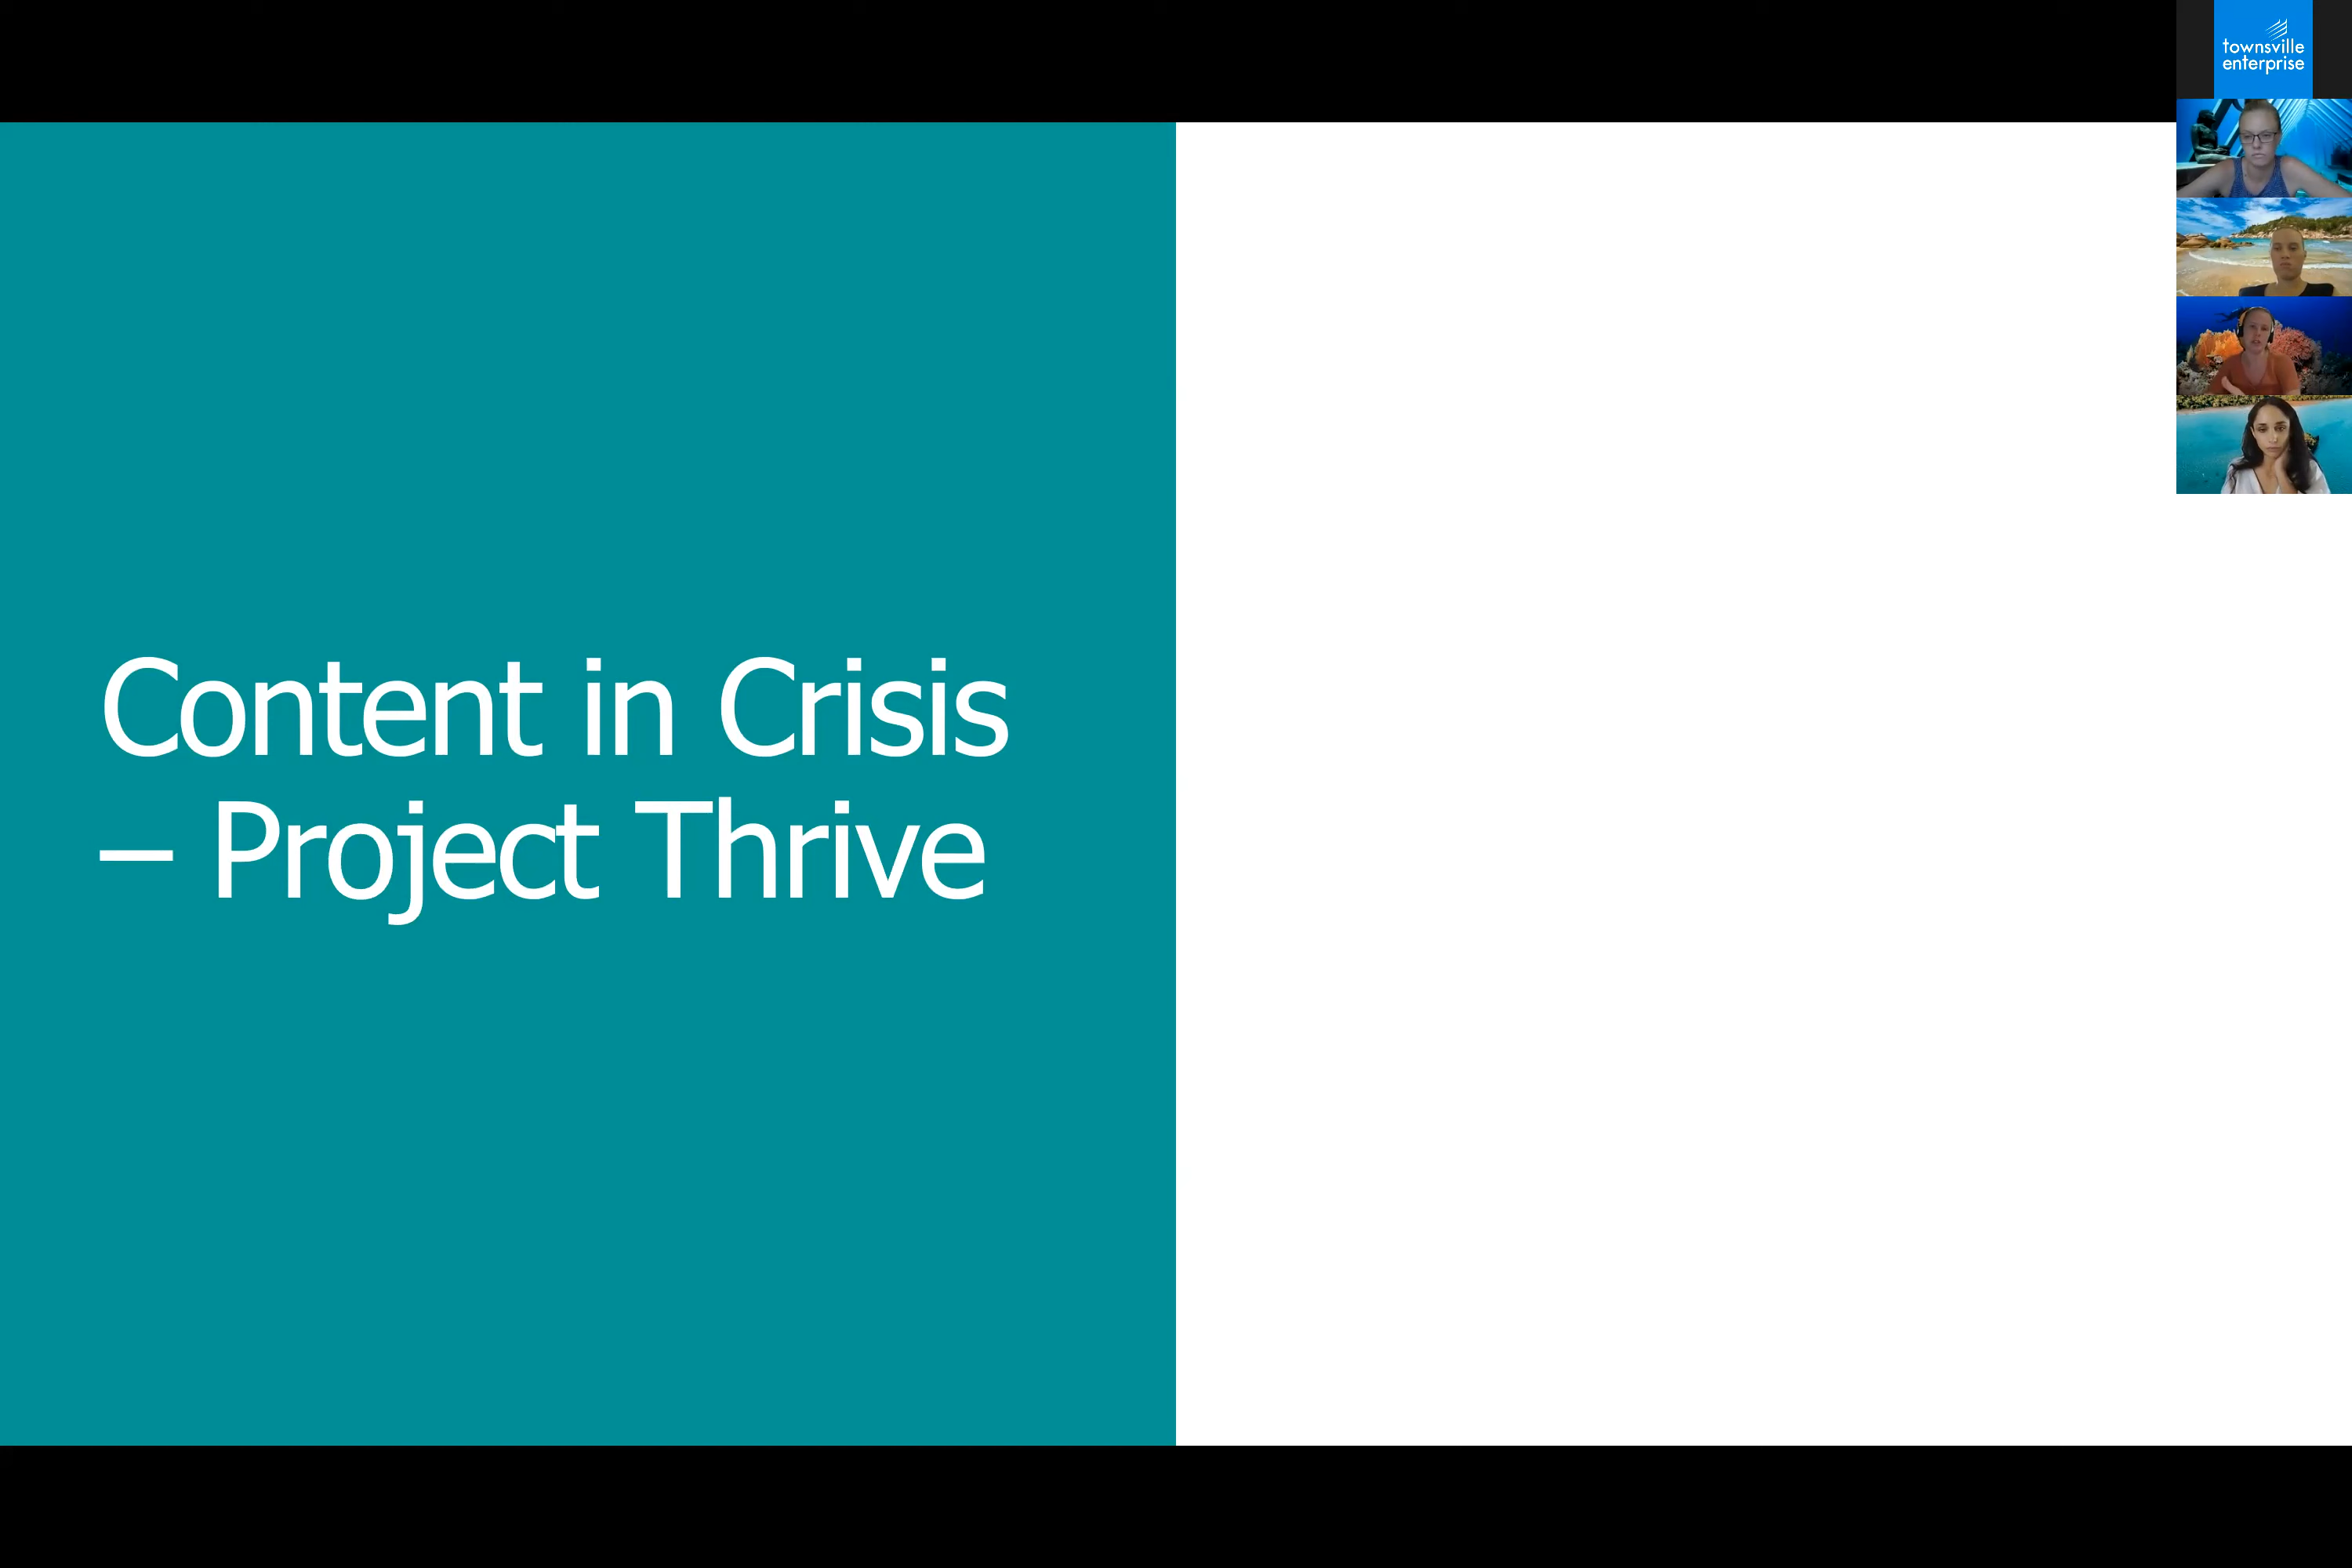 Content in Crisis
– Project Thrive
townsville
enterprise